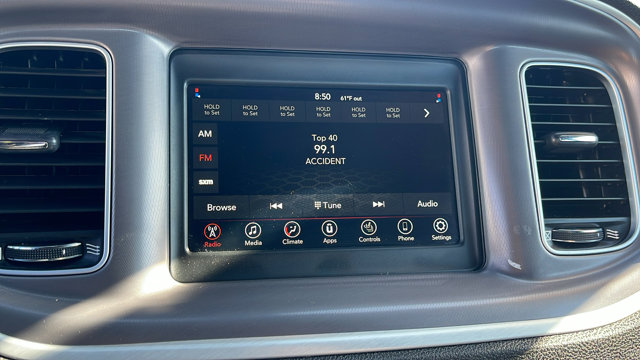 8:50 61°F out
HOLD to Set HOLD to Set HOLD to Set HOLD to Set HOLD to Set HOLD to Set
AM
FM
sxm
Top 40
99.1
ACCIDENT
Browse Tune Audio
Radio Media Climate Apps Controls Phone Settings